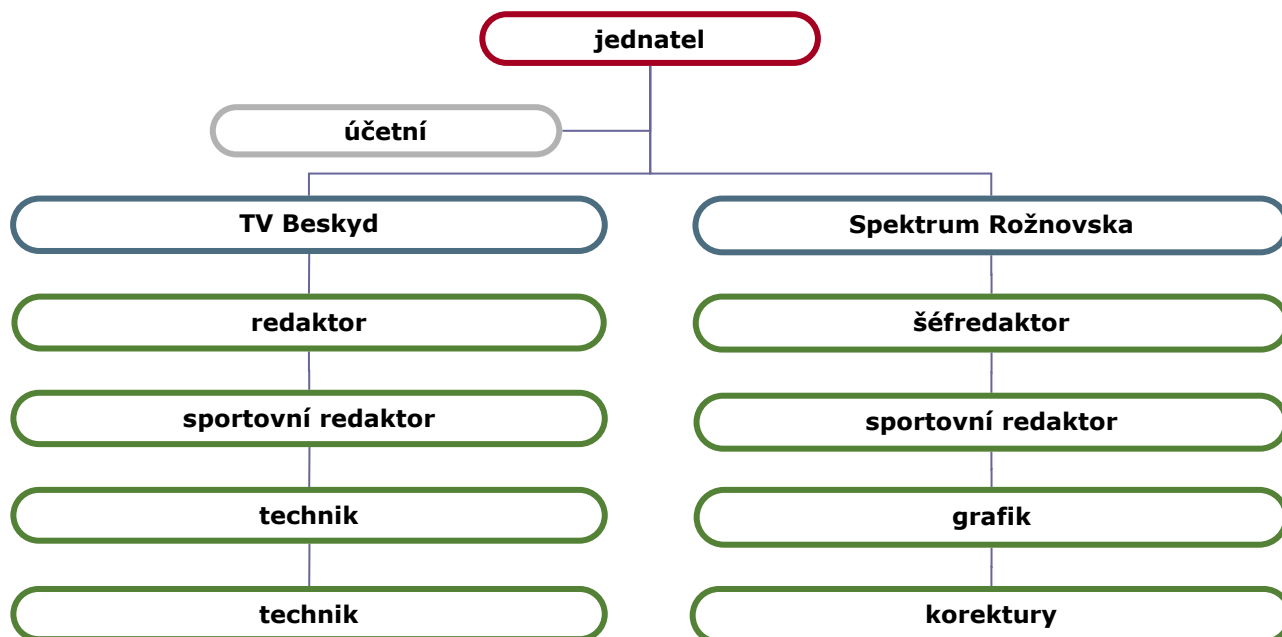 jednatel
účetní
TV Beskyd
Spektrum Rožnovska
redaktor
šéfredaktor
sportovní redaktor
sportovní redaktor
technik
grafik
technik
korektury